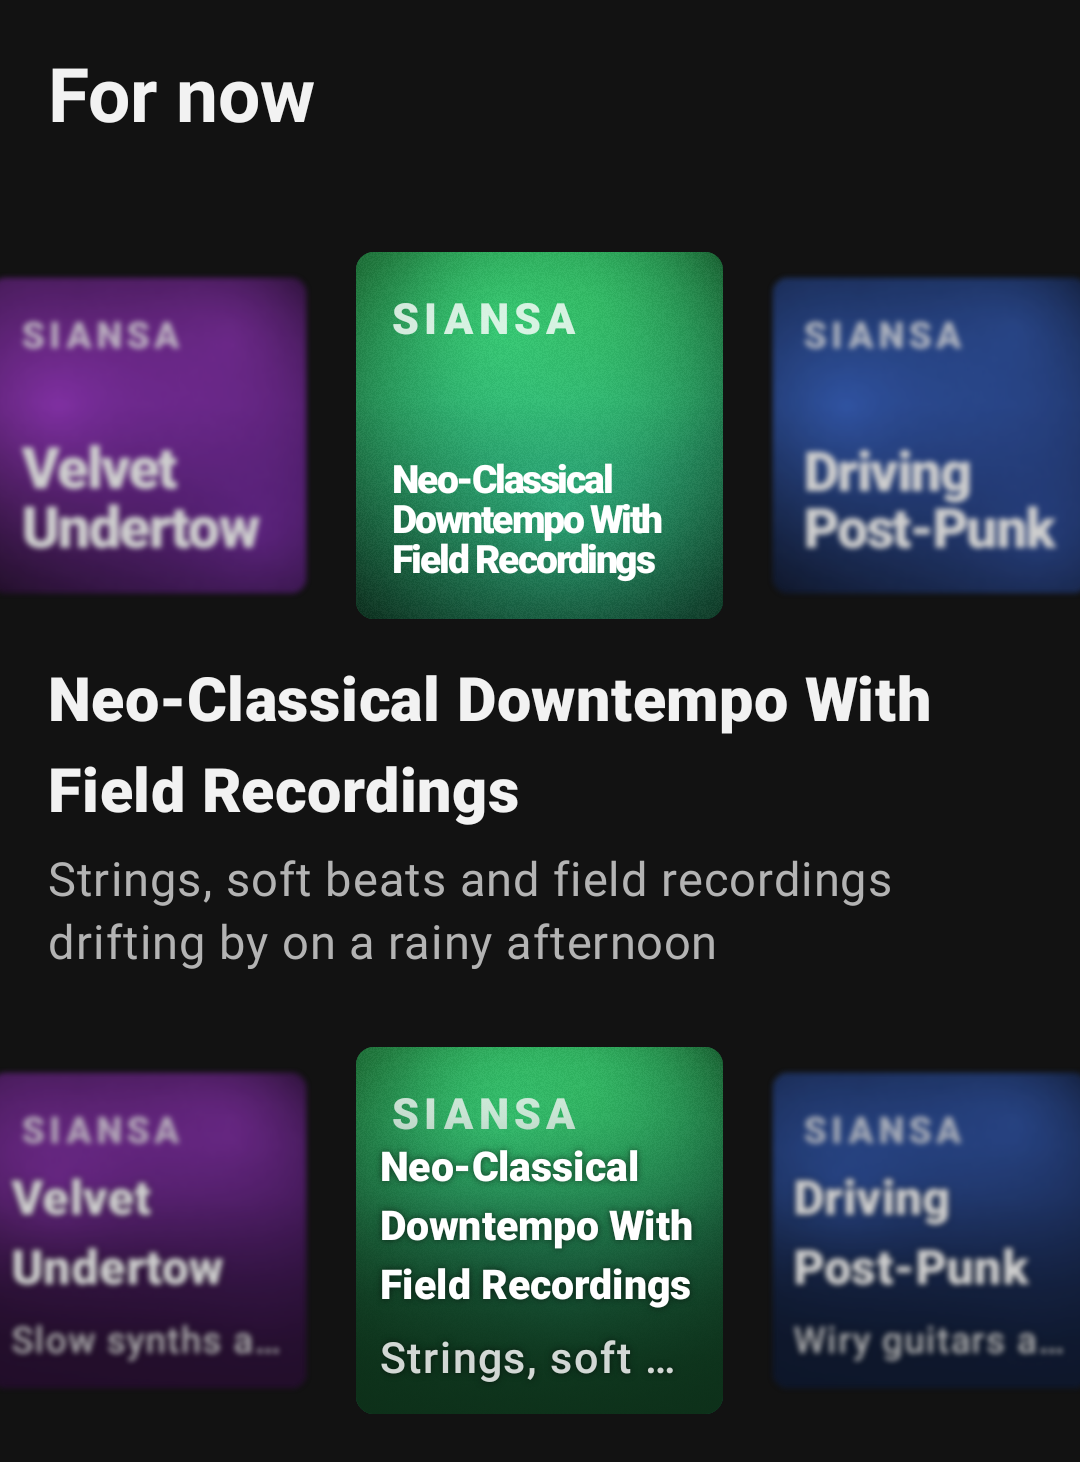 For now
SIANSA
Velvet
Undertow
SIANSA
Neo-Classical
Downtempo With
Field Recordings
SIANSA
Driving
Post-Punk
Neo-Classical Downtempo With
Field Recordings
Strings, soft beats and field recordings
drifting by on a rainy afternoon
SIANSA
Velvet
Undertow
Slow synths a...
SIANSA
Neo-Classical
Downtempo With
Field Recordings
Strings, soft ...
SIANSA
Driving
Post-Punk
Wiry guitars a...